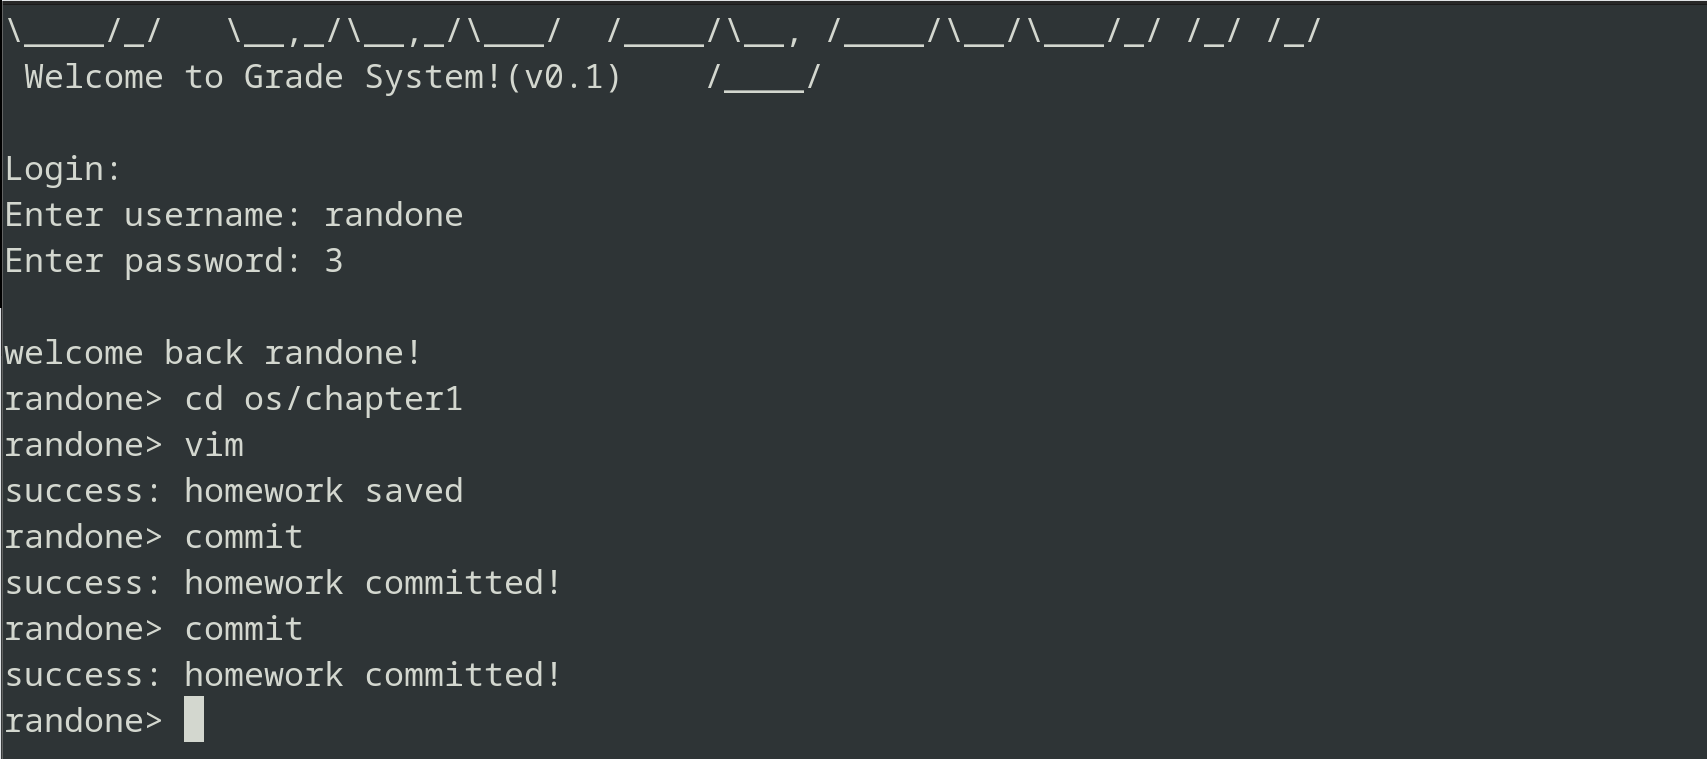 \____/_/   \__,_/\__,_/\___/  /____/\__, /____/\__/\___/_/ /_/ /_/
 Welcome to Grade System!(v0.1)    /____/
Login:
Enter username: randone
Enter password: 3
welcome back randone!
randone> cd os/chapter1
randone> vim
success: homework saved
randone> commit
success: homework committed!
randone> commit
success: homework committed!
randone>